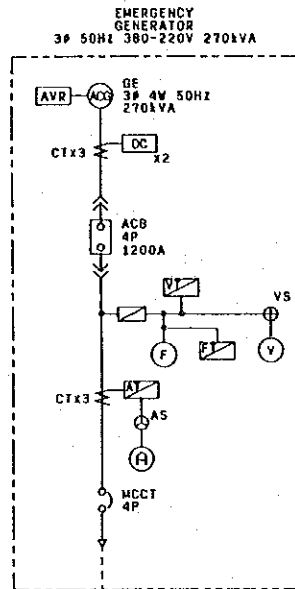 EMERGENCY
GENERATOR
3φ 50HZ 380-220V 270kVA
AVR
ACG
GE
3φ 4W 50HZ
270kVA
CTx3
DC
x2
ACB
4P
1200A
VT
VS
F
FT
V
CTx3
AT
AS
A
MCCT
4P